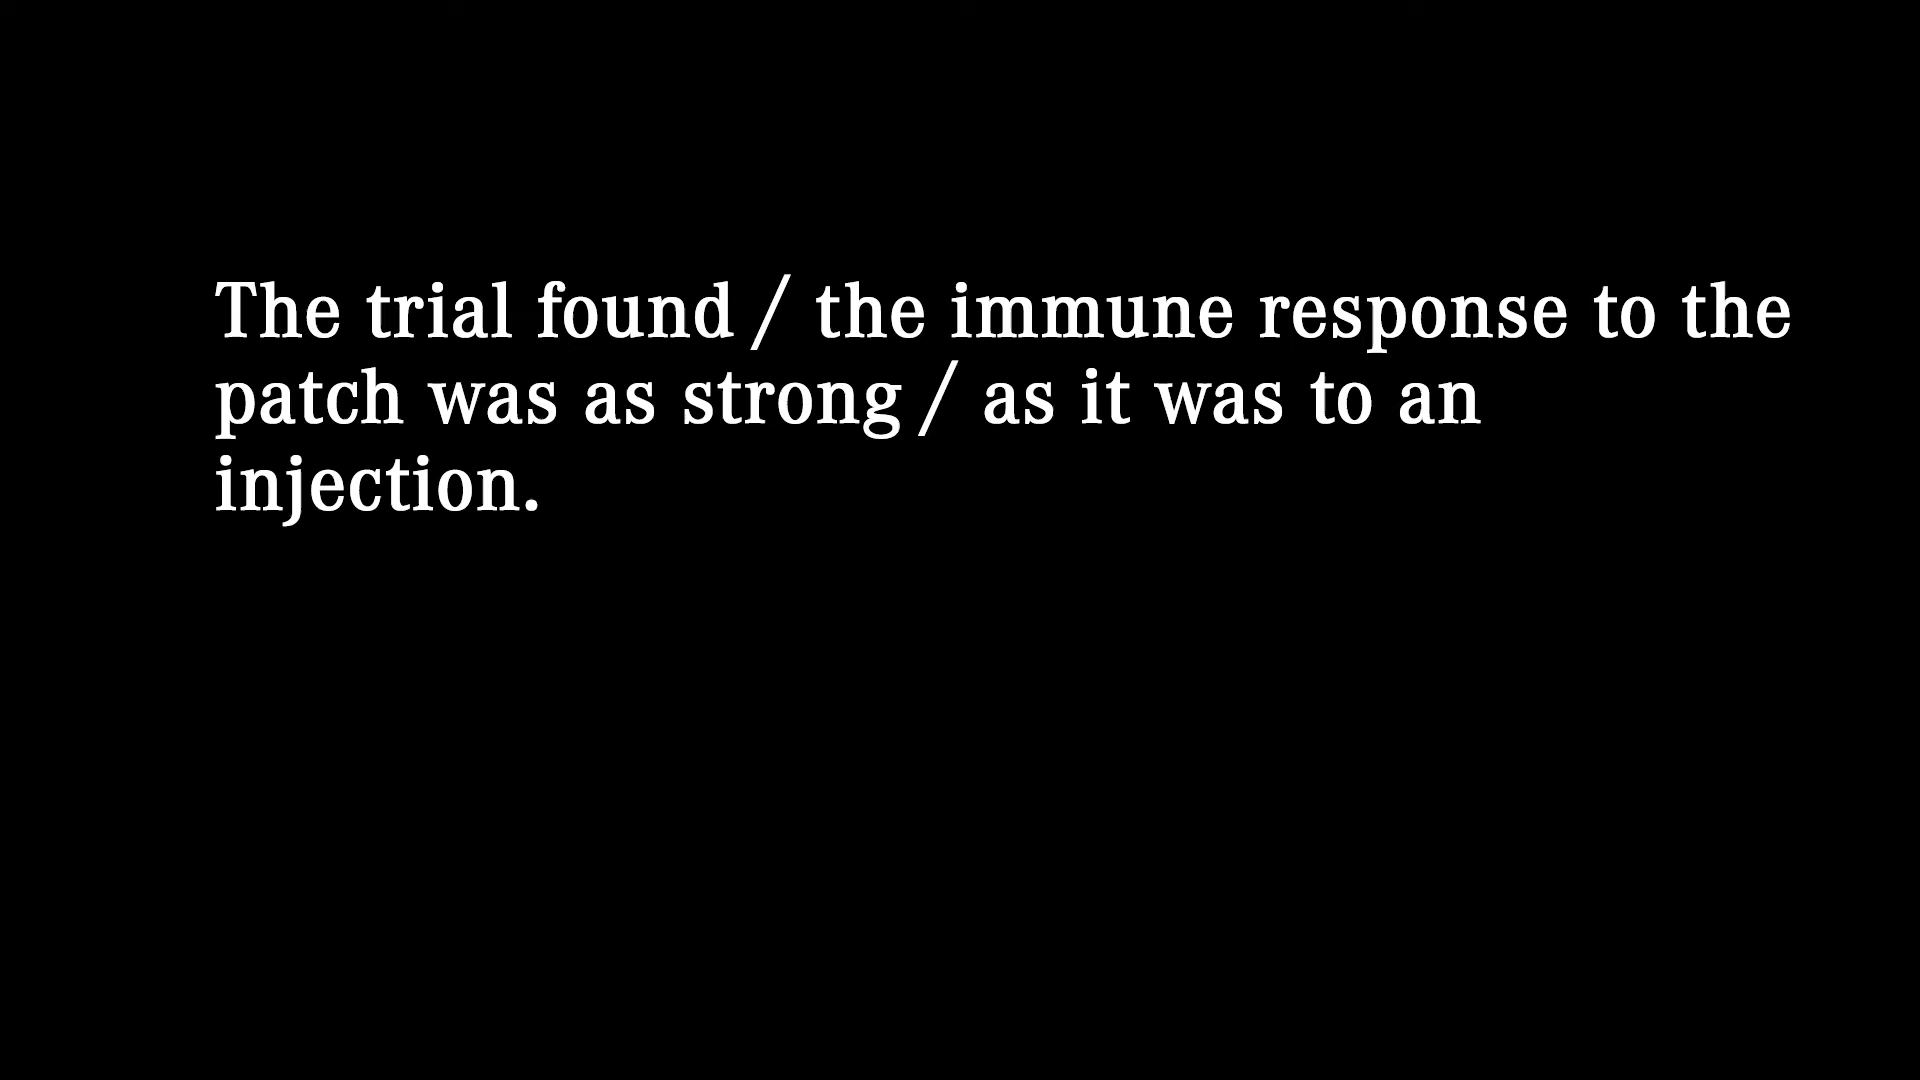 The trial found / the immune response to the
patch was as strong / as it was to an
injection.